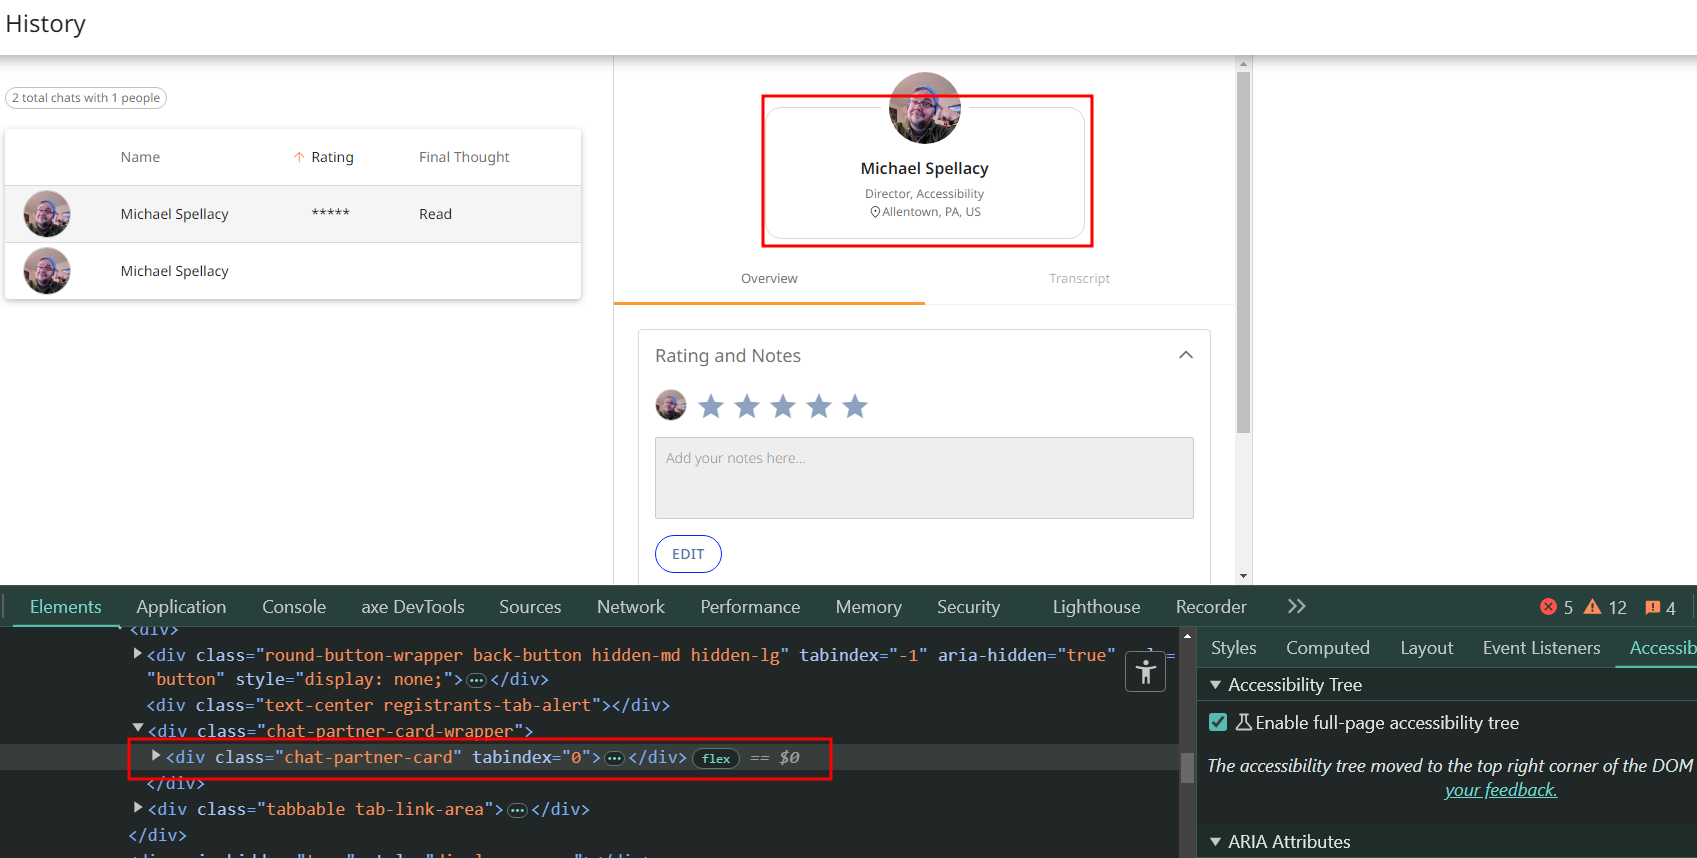 History
2 total chats with 1 people
Name Rating Final Thought
Michael Spellacy ***** Read
Michael Spellacy
Michael Spellacy
Director, Accessibility
Allentown, PA, US
Overview Transcript
Rating and Notes
Add your notes here...
EDIT
Elements Application Console axe DevTools Sources Network Performance Memory Security Lighthouse Recorder 5 12 4
<div>
<div class="round-button-wrapper back-button hidden-md hidden-lg" tabindex="-1" aria-hidden="true"
"button" style="display: none;"></div>
<div class="text-center registrants-tab-alert"></div>
<div class="chat-partner-card-wrapper">
<div class="chat-partner-card" tabindex="0"></div> flex == $0
</div>
<div class="tabbable tab-link-area"></div>
</div>
Styles Computed Layout Event Listeners Accessib
Accessibility Tree
Enable full-page accessibility tree
The accessibility tree moved to the top right corner of the DOM
your feedback.
ARIA Attributes